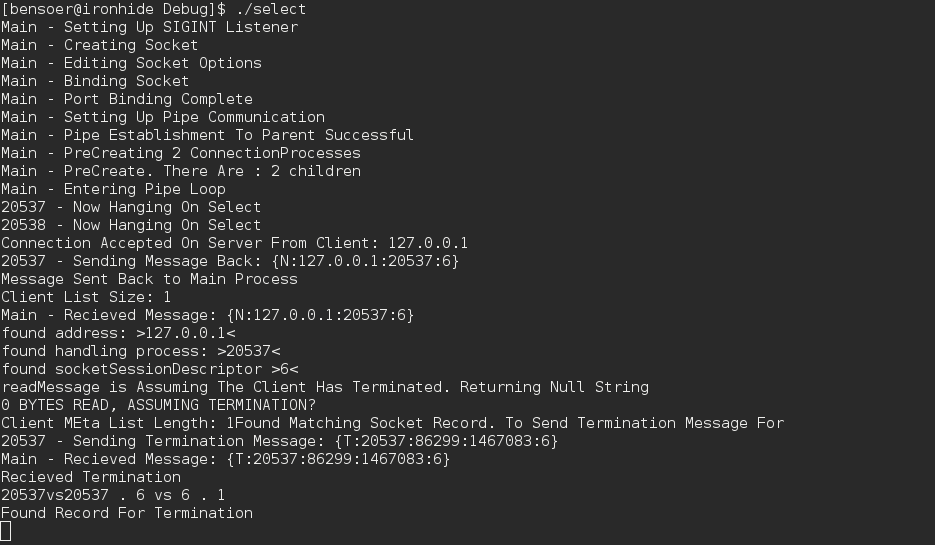 [bensoer@ironhide Debug]$ ./select
Main - Setting Up SIGINT Listener
Main - Creating Socket
Main - Editing Socket Options
Main - Binding Socket
Main - Port Binding Complete
Main - Setting Up Pipe Communication
Main - Pipe Establishment To Parent Successful
Main - PreCreating 2 ConnectionProcesses
Main - PreCreate. There Are : 2 children
Main - Entering Pipe Loop
20537 - Now Hanging On Select
20538 - Now Hanging On Select
Connection Accepted On Server From Client: 127.0.0.1
20537 - Sending Message Back: {N:127.0.0.1:20537:6}
Message Sent Back to Main Process
Client List Size: 1
Main - Recieved Message: {N:127.0.0.1:20537:6}
found address: >127.0.0.1<
found handling process: >20537<
found socketSessionDescriptor >6<
readMessage is Assuming The Client Has Terminated. Returning Null String
0 BYTES READ, ASSUMING TERMINATION?
Client MEta List Length: 1Found Matching Socket Record. To Send Termination Message For
20537 - Sending Termination Message: {T:20537:86299:1467083:6}
Main - Recieved Message: {T:20537:86299:1467083:6}
Recieved Termination
20537vs20537 . 6 vs 6 . 1
Found Record For Termination